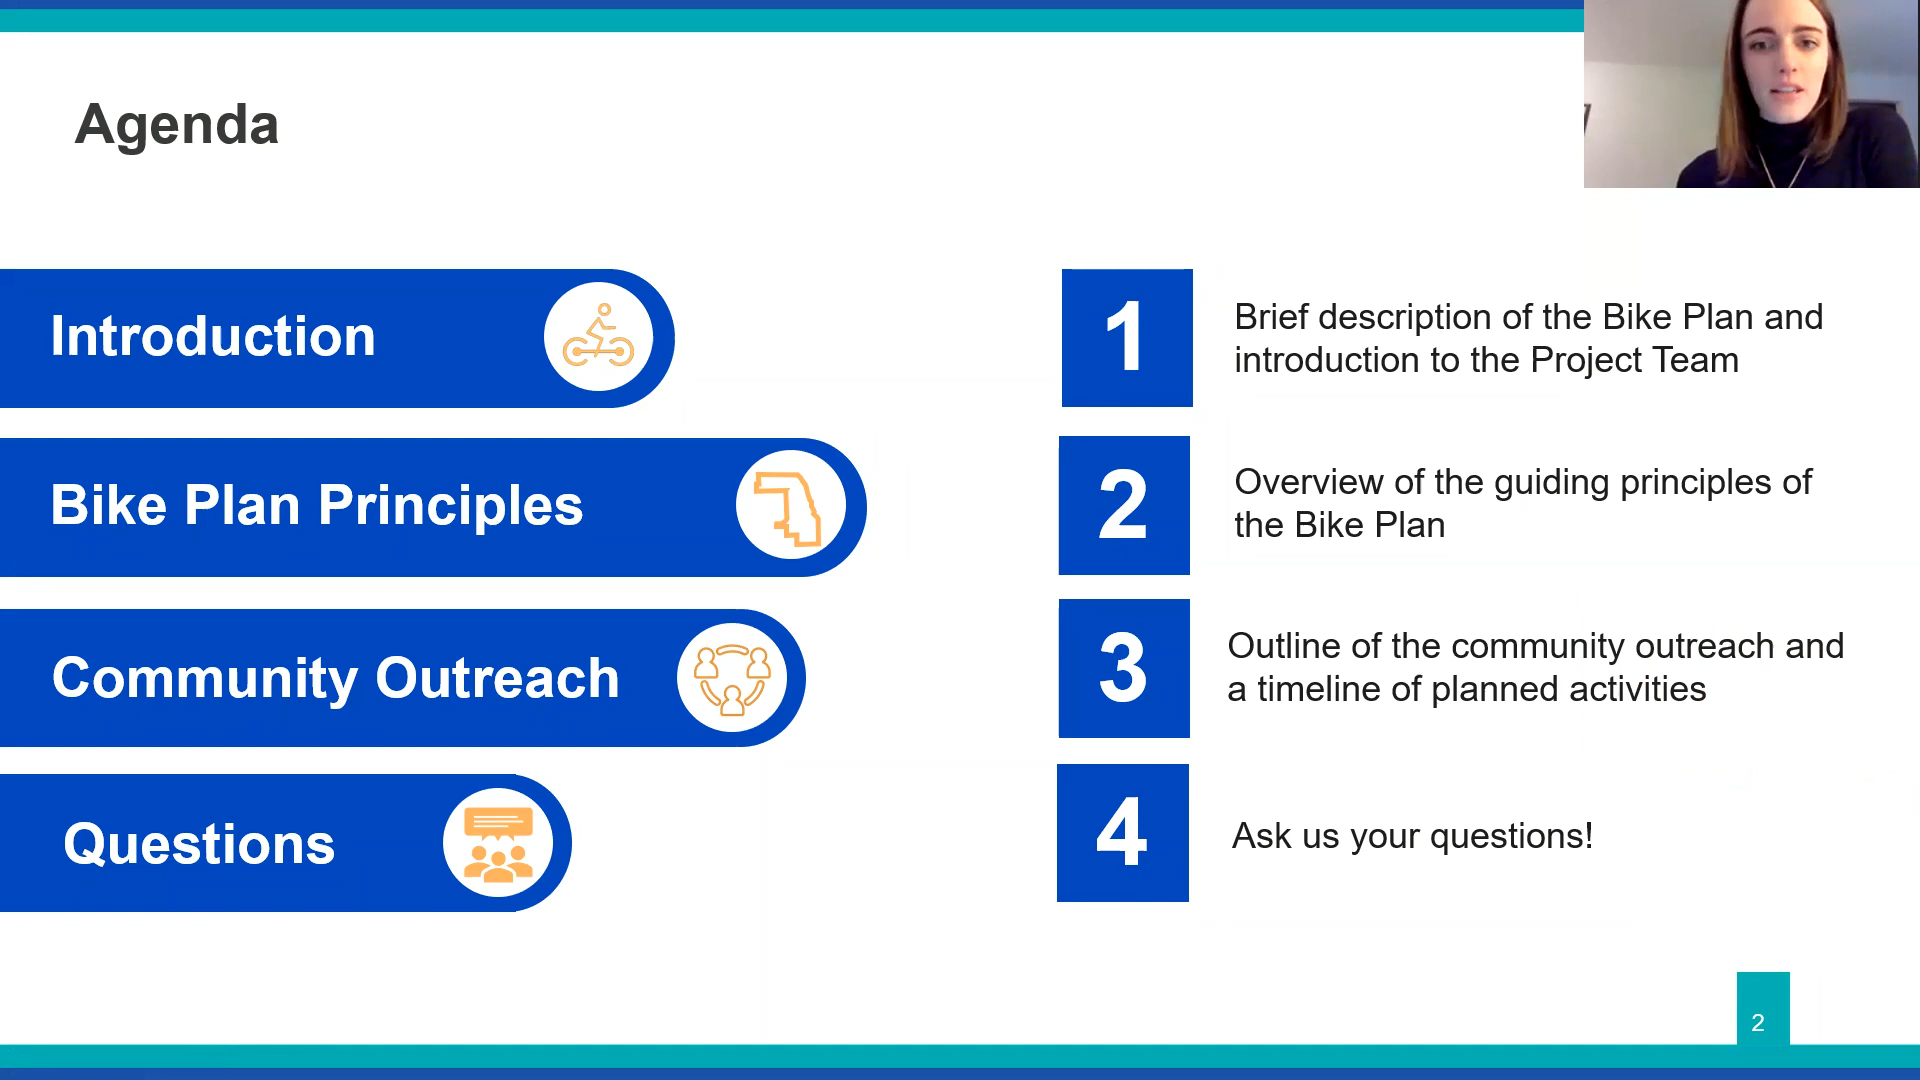 Agenda
Introduction
1
Brief description of the Bike Plan and
introduction to the Project Team
Bike Plan Principles
2
Overview of the guiding principles of
the Bike Plan
Community Outreach
3
Outline of the community outreach and
a timeline of planned activities
Questions
4
Ask us your questions!
2